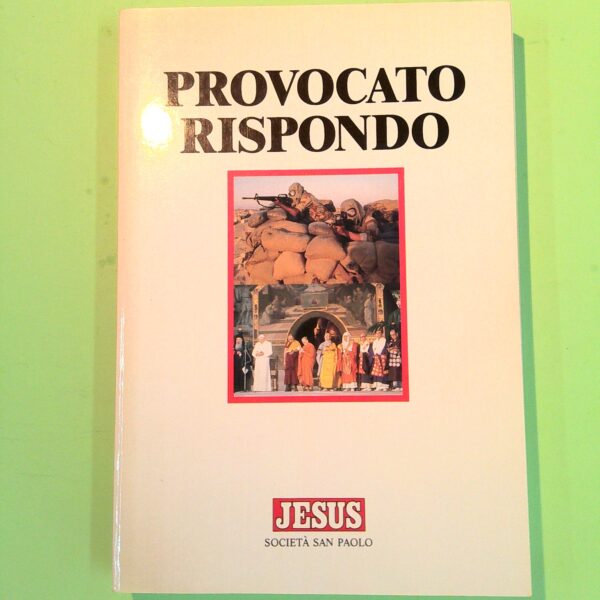 PROVOCATO
RISPONDO
JESUS
SOCIETÀ SAN PAOLO